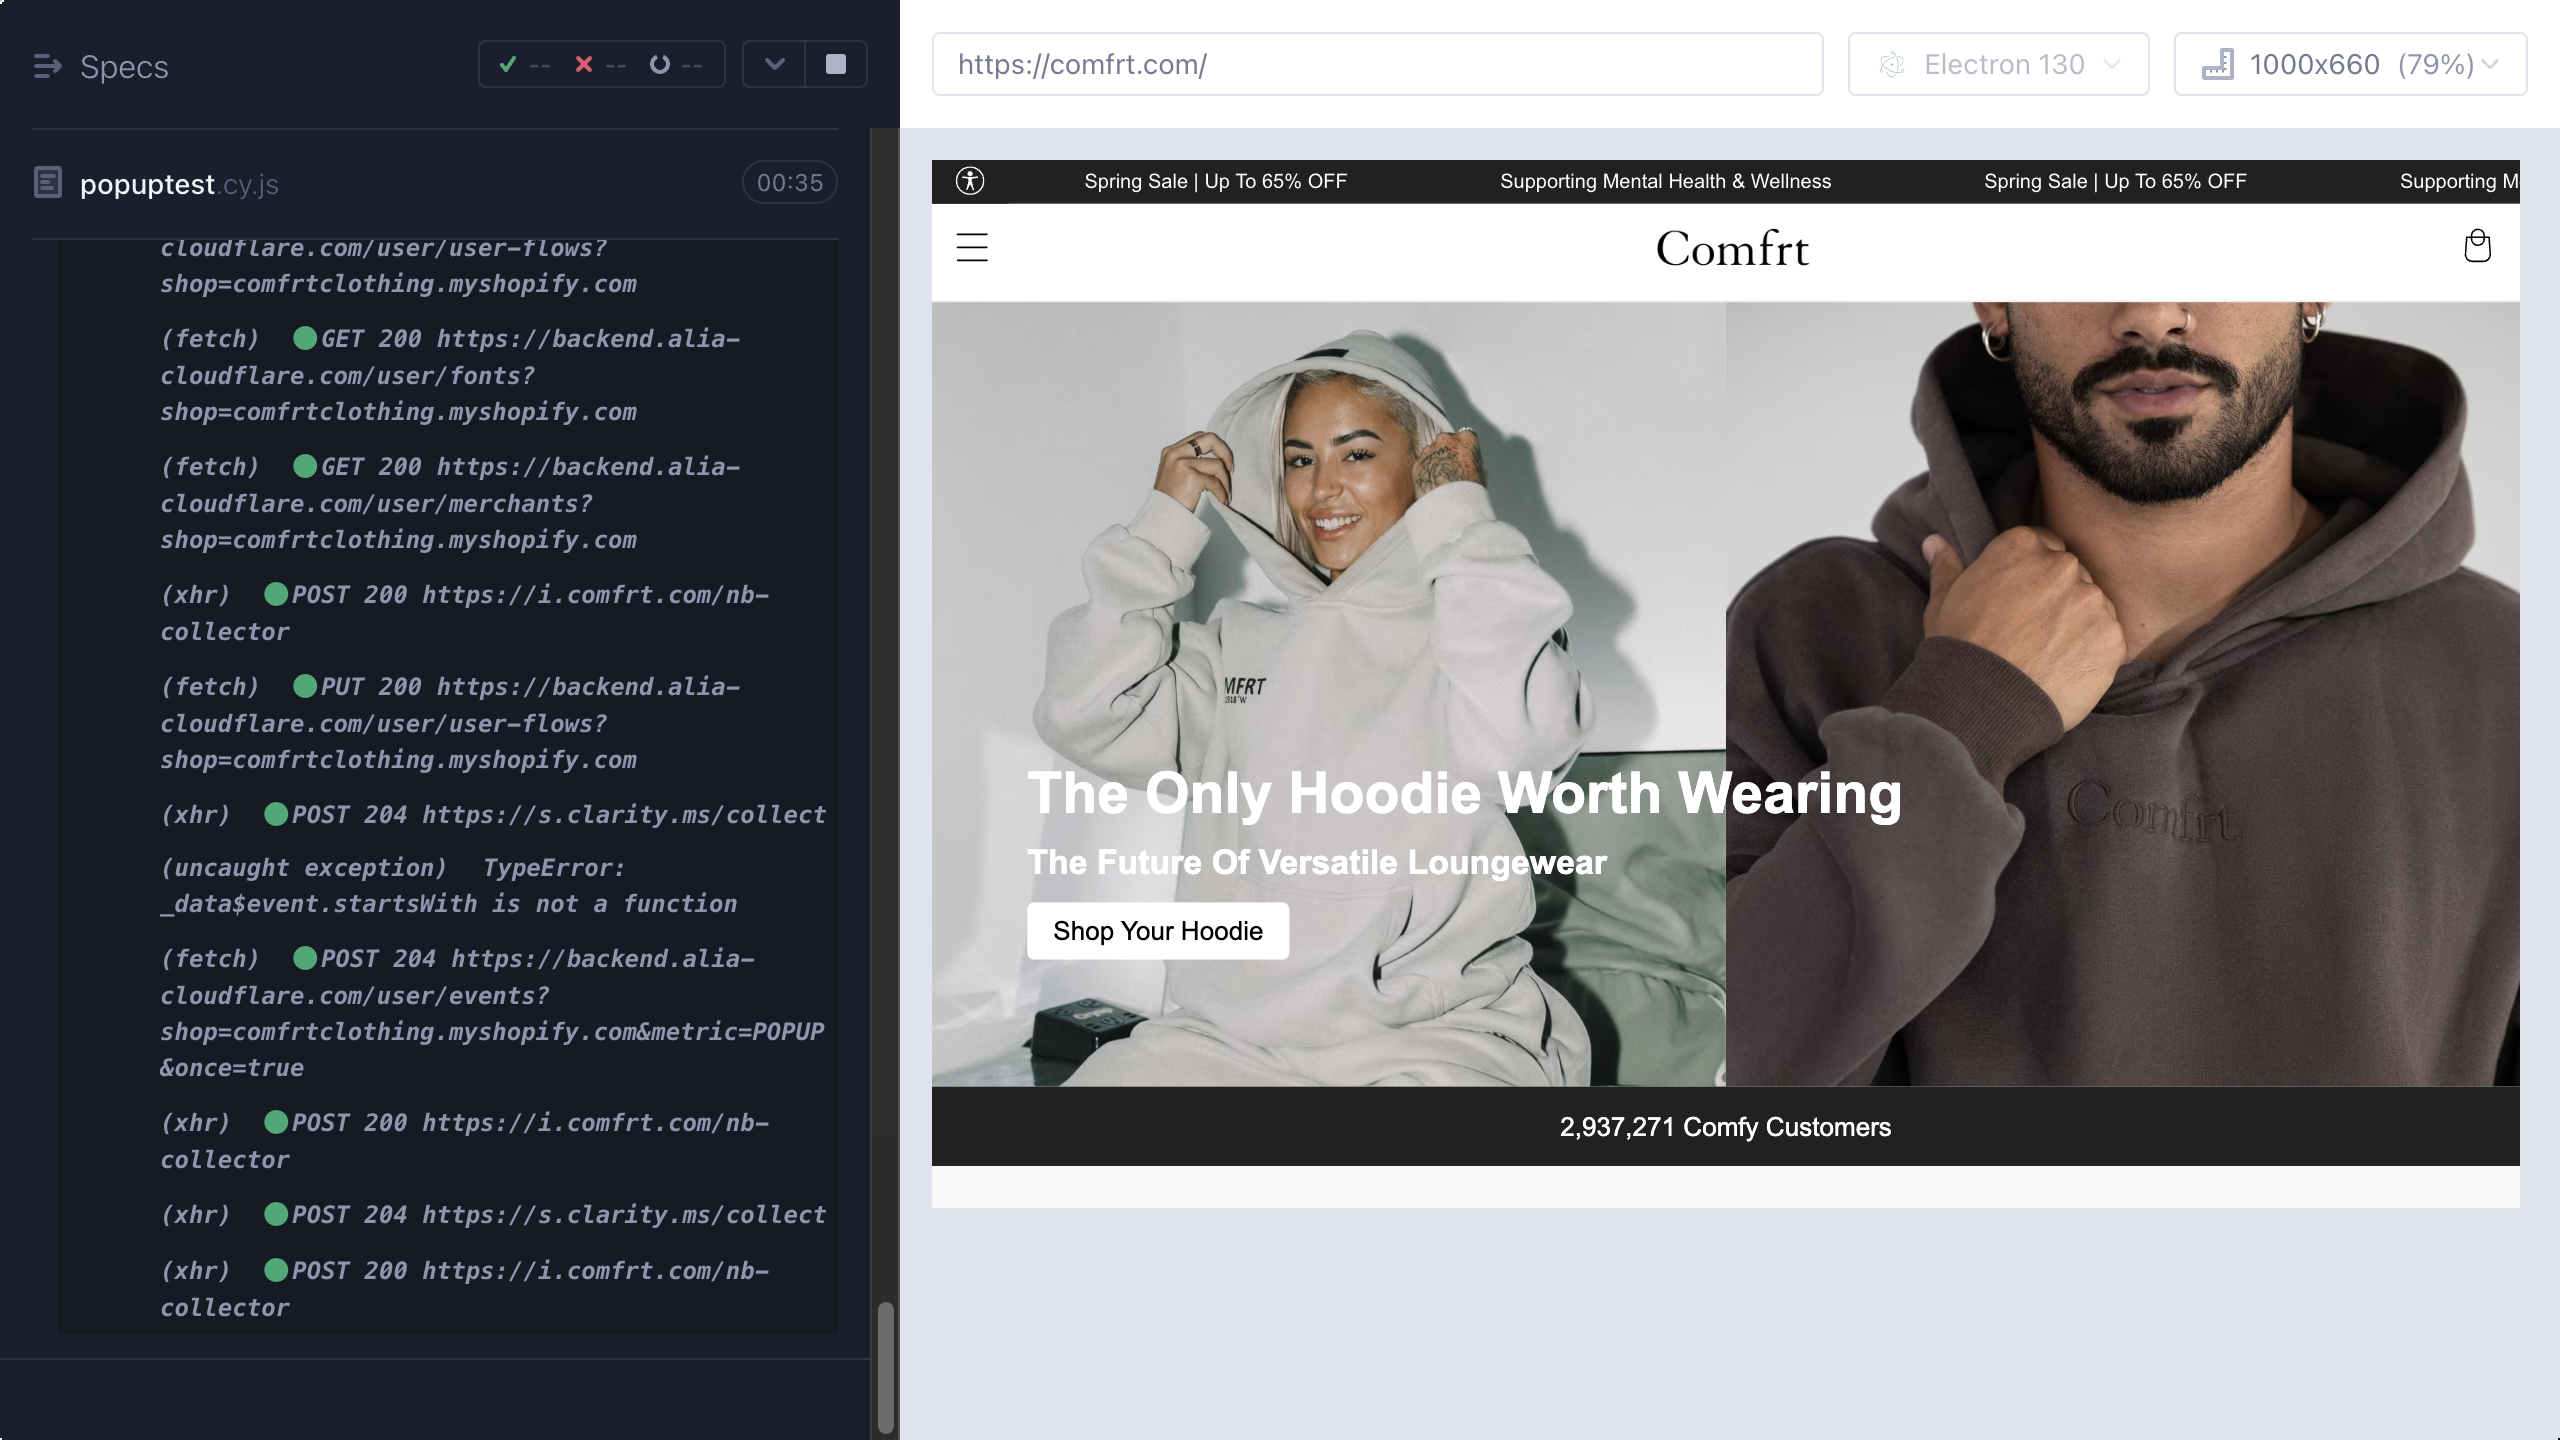 Specs
-- -- --
popuptest.cy.js 00:35
cloudflare.com/user/user-flows?
shop=comfrtclothing.myshopify.com
(fetch) GET 200 https://backend.alia-
cloudflare.com/user/fonts?
shop=comfrtclothing.myshopify.com
(fetch) GET 200 https://backend.alia-
cloudflare.com/user/merchants?
shop=comfrtclothing.myshopify.com
(xhr) POST 200 https://i.comfrt.com/nb-
collector
(fetch) PUT 200 https://backend.alia-
cloudflare.com/user/user-flows?
shop=comfrtclothing.myshopify.com
(xhr) POST 204 https://s.clarity.ms/collect
(uncaught exception) TypeError:
_data$event.startsWith is not a function
(fetch) POST 204 https://backend.alia-
cloudflare.com/user/events?
shop=comfrtclothing.myshopify.com&metric=POPUP
&once=true
(xhr) POST 200 https://i.comfrt.com/nb-
collector
(xhr) POST 204 https://s.clarity.ms/collect
(xhr) POST 200 https://i.comfrt.com/nb-
collector
https://comfrt.com/
Electron 130
1000x660 (79%)
Spring Sale | Up To 65% OFF
Supporting Mental Health & Wellness
Spring Sale | Up To 65% OFF
Supporting M
Comfrt
MFRT
Comfrt
The Only Hoodie Worth Wearing
The Future Of Versatile Loungewear
Shop Your Hoodie
2,937,271 Comfy Customers